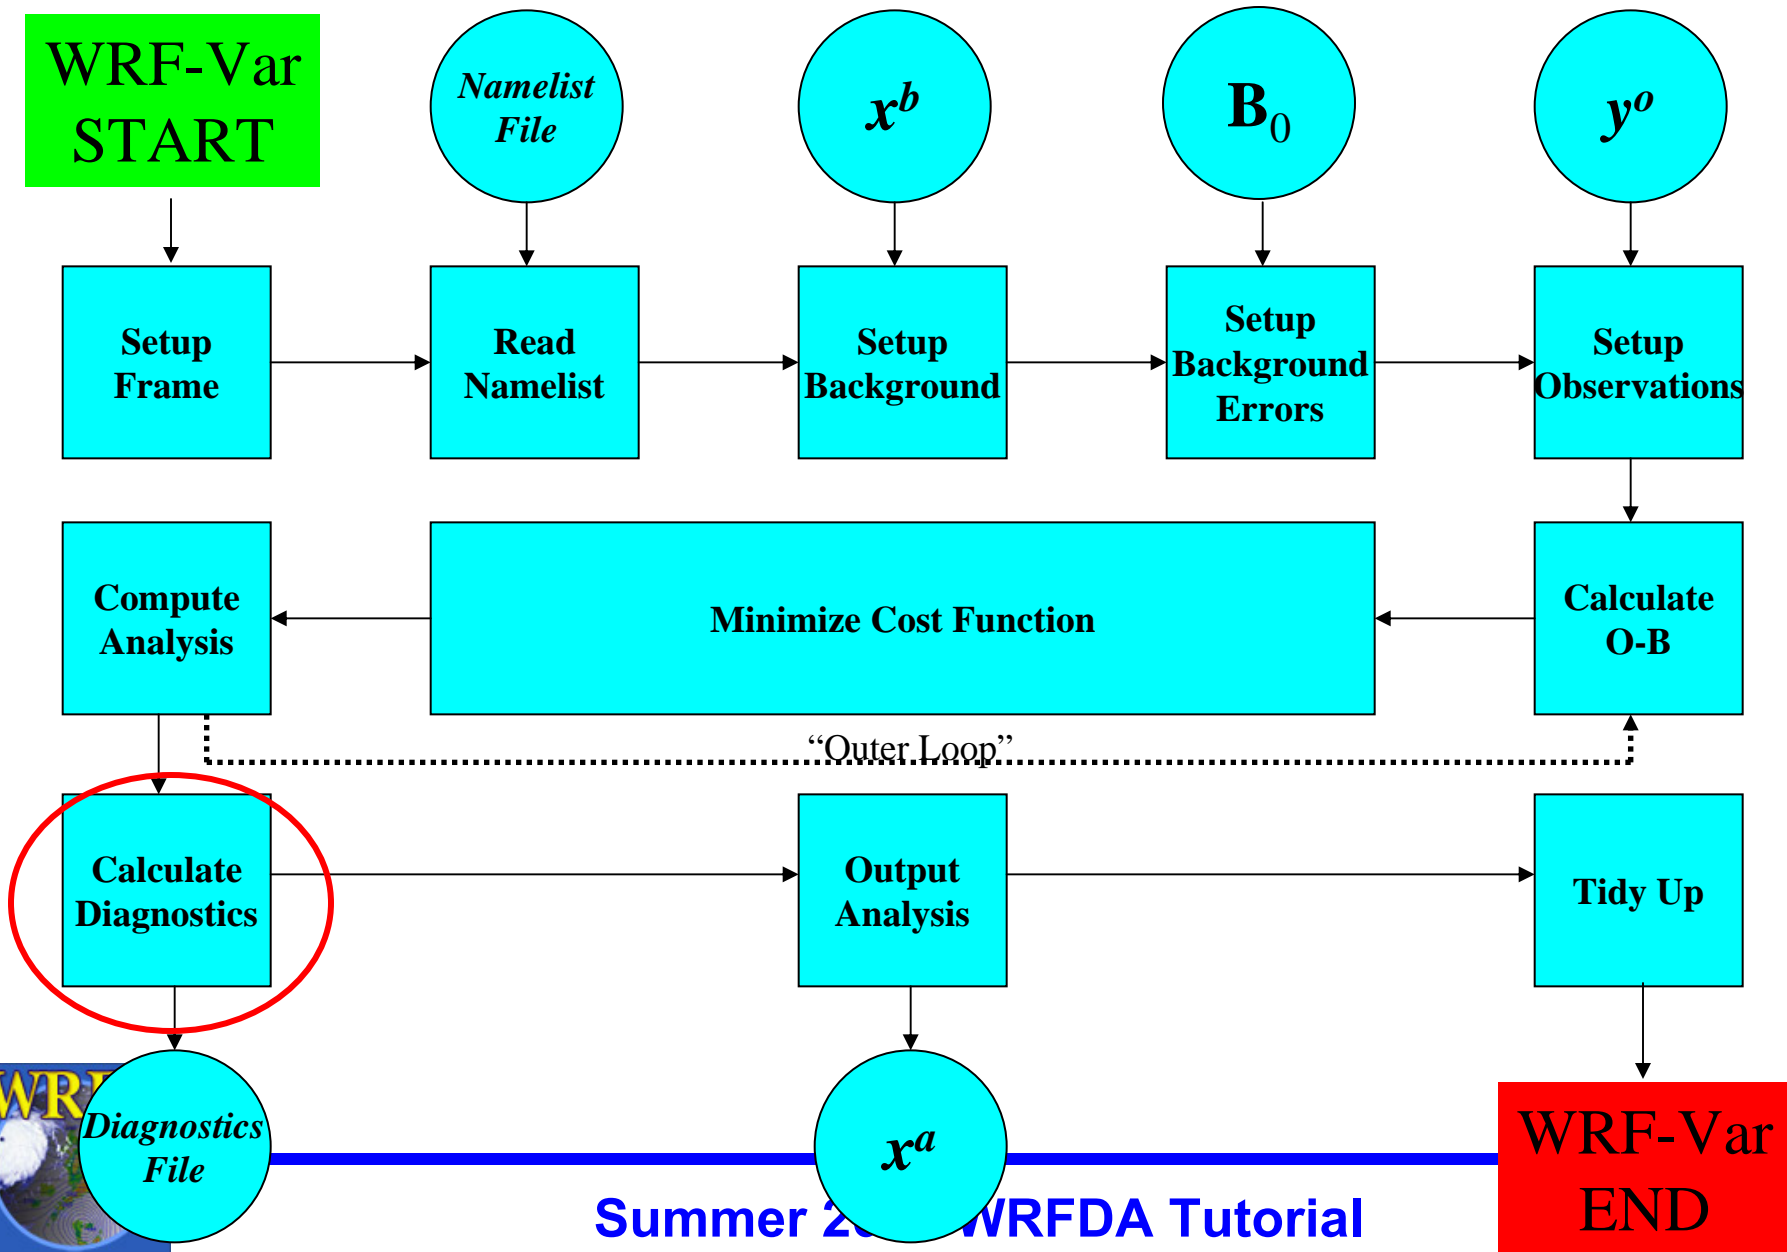 WRF-Var
START
Namelist
File
x^b
B₀
y^o
Setup
Frame
Read
Namelist
Setup
Background
Setup
Background
Errors
Setup
Observations
Compute
Analysis
Minimize Cost Function
Calculate
O-B
“Outer Loop”
Calculate
Diagnostics
Output
Analysis
Tidy Up
Diagnostics
File
x^a
WRF-Var
END
Summer WRFDA Tutorial